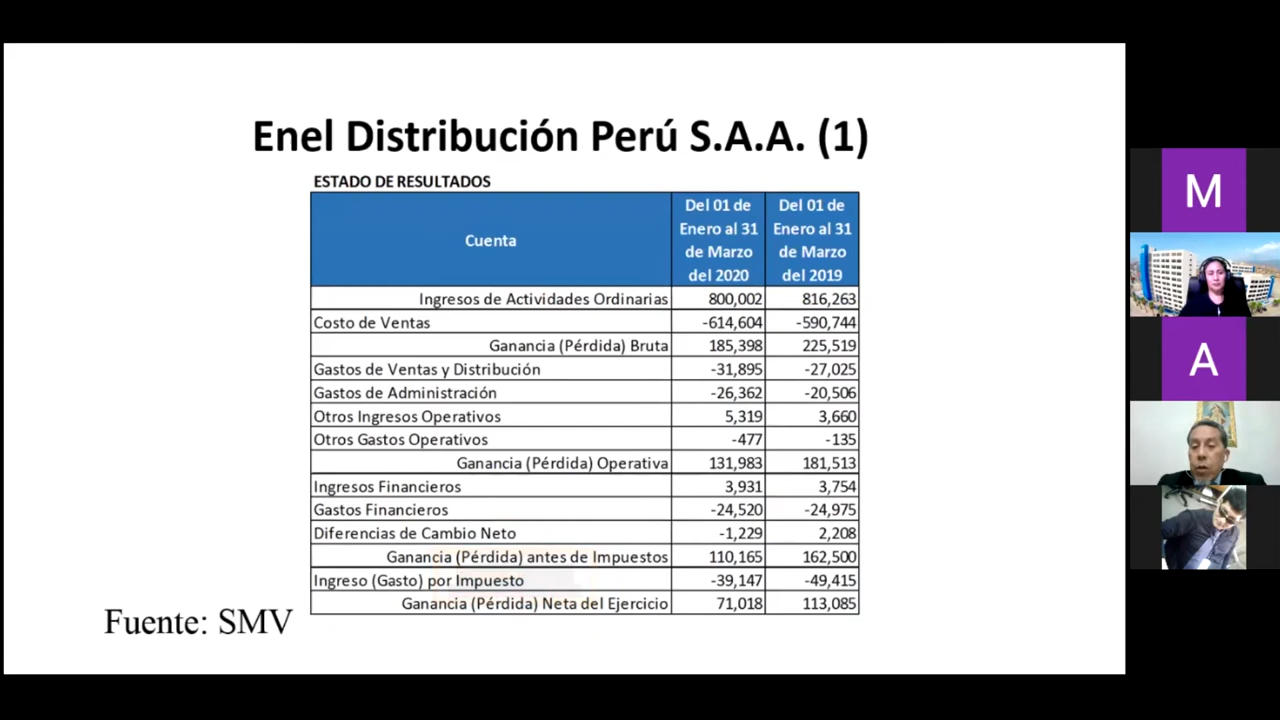 Enel Distribución Perú S.A.A. (1)
ESTADO DE RESULTADOS
Cuenta
Del 01 de Enero al 31 de Marzo del 2020
Del 01 de Enero al 31 de Marzo del 2019
Ingresos de Actividades Ordinarias 800,002 816,263
Costo de Ventas -614,604 -590,744
Ganancia (Pérdida) Bruta 185,398 225,519
Gastos de Ventas y Distribución -31,895 -27,025
Gastos de Administración -26,362 -20,506
Otros Ingresos Operativos 5,319 3,660
Otros Gastos Operativos -477 -135
Ganancia (Pérdida) Operativa 131,983 181,513
Ingresos Financieros 3,931 3,754
Gastos Financieros -24,520 -24,975
Diferencias de Cambio Neto -1,229 2,208
Ganancia (Pérdida) antes de Impuestos 110,165 162,500
Ingreso (Gasto) por Impuesto -39,147 -49,415
Ganancia (Pérdida) Neta del Ejercicio 71,018 113,085
Fuente: SMV
M
A